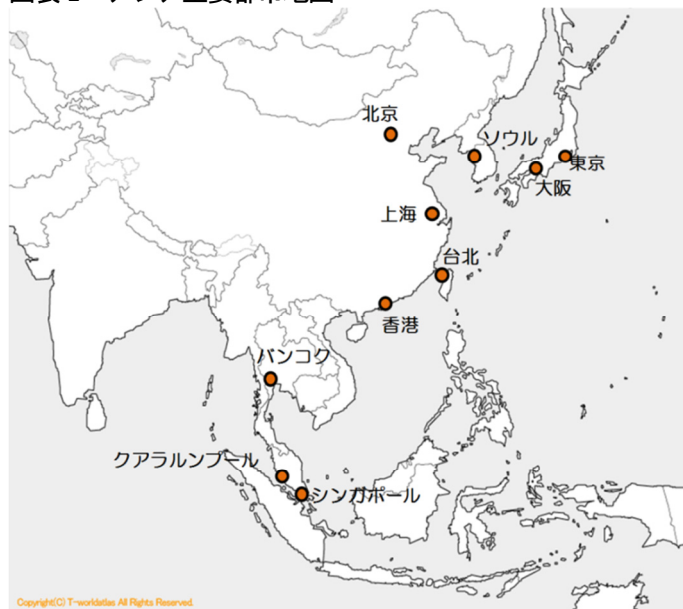 北京
ソウル
東京
大阪
上海
台北
香港
バンコク
クアラルンプール
シンガポール
Copyright(C) T-worldatlas All Rights Reserved.